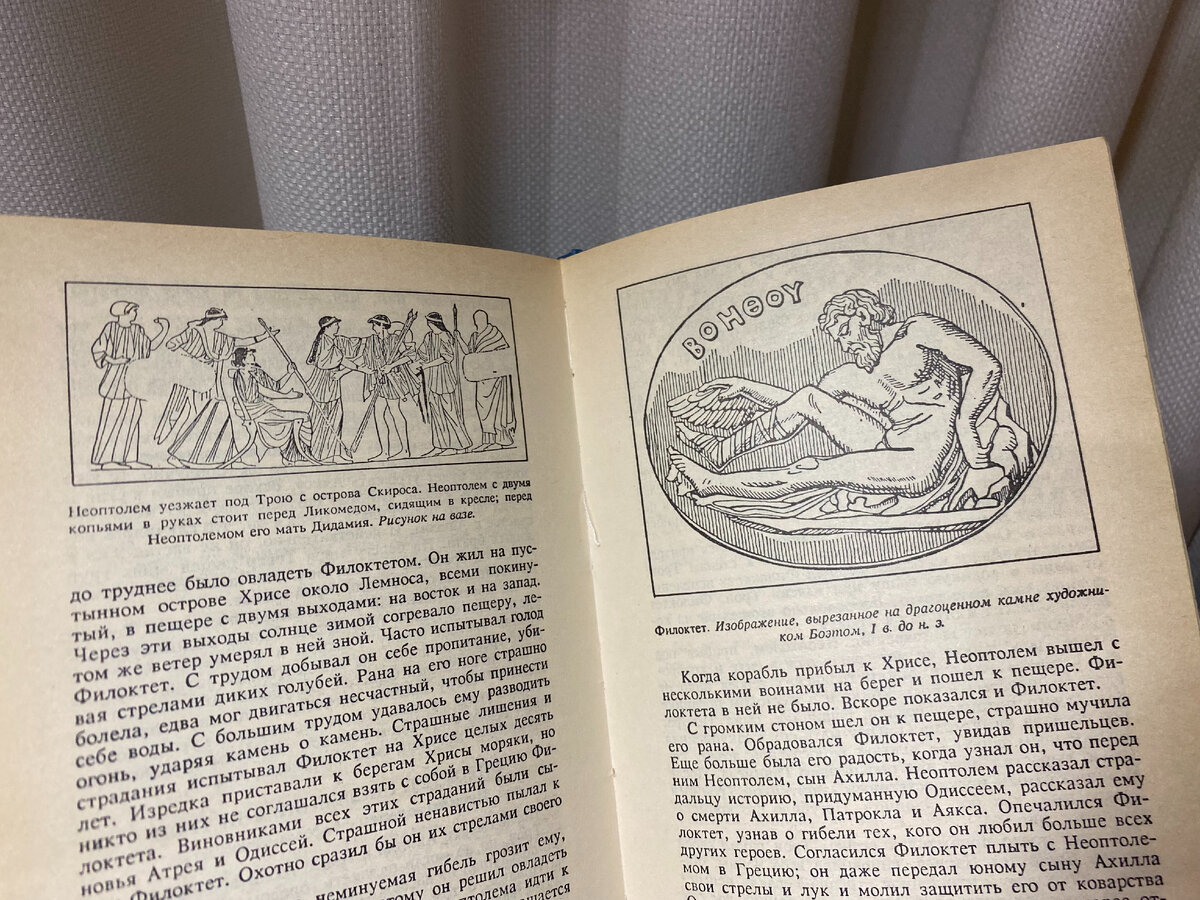 Неоптолем уезжает под Трою с острова Скироса. Неоптолем с двумя
копьями в руках стоит перед Ликомедом, сидящим в кресле; перед
Неоптолемом его мать Дидамия. Рисунок на вазе.
до труднее было овладеть Филоктетом. Он жил на пус-
тынном острове Хрисе около Лемноса, всеми покину-
тый, в пещере с двумя выходами: на восток и на запад.
Через эти выходы солнце зимой согревало пещеру, ле-
том же ветер умерял в ней зной. Часто испытывал голод
Филоктет. С трудом добывал он себе пропитание, уби-
вая стрелами диких голубей. Рана на его ноге страшно
болела, едва мог двигаться несчастный, чтобы принести
себе воды. С большим трудом удавалось ему разводить
огонь, ударяя камень о камень. Страшные лишения и
страдания испытывал Филоктет на Хрисе целых десять
лет. Изредка приставали к берегам Хрисы моряки, но
никто из них не соглашался взять с собой в Грецию Фи-
локтета. Виновниками всех этих страданий были сы-
новья Атрея и Одиссей. Страшной ненавистью пылал к
Филоктет. Охотно сразил бы он их стрелами своего
неминуемая гибель грозит ему,
он решил овладеть
идти к
ΒΟΗΘΟΥ
Филоктет. Изображение, вырезанное на драгоценном камне художни-
ком Боэтом, I в. до н. э.
Когда корабль прибыл к Хрисе, Неоптолем вышел с
несколькими воинами на берег и пошел к пещере. Фи-
локтета в ней не было. Вскоре показался и Филоктет.
С громким стоном шел он к пещере, страшно мучила
его рана. Обрадовался Филоктет, увидав пришельцев.
Еще больше была его радость, когда узнал он, что перед
ним Неоптолем, сын Ахилла. Неоптолем рассказал стра-
дальцу историю, придуманную Одиссеем, рассказал ему
о смерти Ахилла, Патрокла и Аякса. Опечалился Фи-
локтет, узнав о гибели тех, кого он любил больше всех
других героев. Согласился Филоктет плыть с Неоптоле-
мом в Грецию; он даже передал юному сыну Ахилла
свои стрелы и лук и молил защитить его от коварства